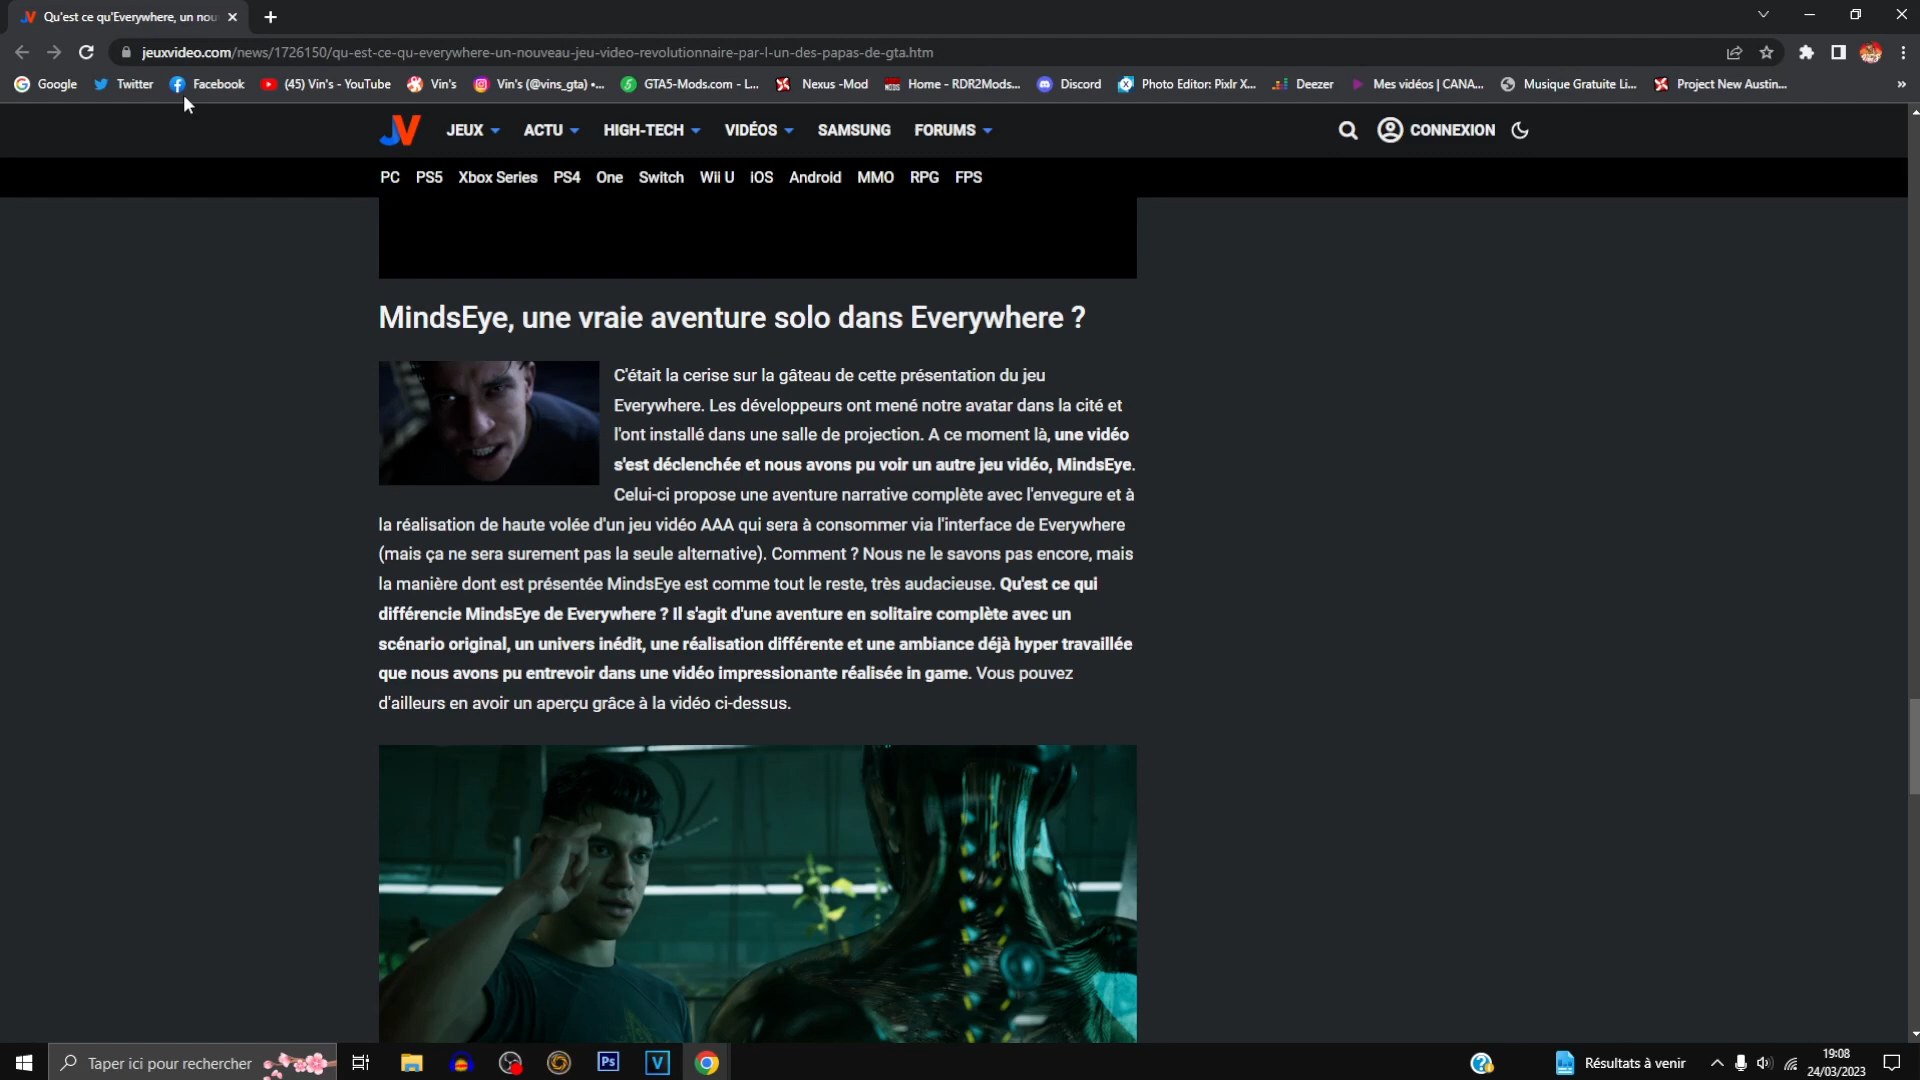 Qu'est ce qu'Everywhere, un nou
jeuxvideo.com/news/1726150/qu-est-ce-qu-everywhere-un-nouveau-jeu-video-revolutionnaire-par-l-un-des-papas-de-gta.htm
Google Twitter Facebook (45) Vin's - YouTube Vin's Vin's (@vins_gta) •... GTA5-Mods.com - L... Nexus -Mod Home - RDR2Mods... Discord Photo Editor: Pixlr X... Deezer Mes vidéos | CANA... Musique Gratuite Li... Project New Austin... »
JV JEUX ACTU HIGH-TECH VIDÉOS SAMSUNG FORUMS CONNEXION
PC PS5 Xbox Series PS4 One Switch Wii U iOS Android MMO RPG FPS
MindsEye, une vraie aventure solo dans Everywhere ?
C'était la cerise sur la gâteau de cette présentation du jeu
Everywhere. Les développeurs ont mené notre avatar dans la cité et
l'ont installé dans une salle de projection. A ce moment là, une vidéo
s'est déclenchée et nous avons pu voir un autre jeu vidéo, MindsEye.
Celui-ci propose une aventure narrative complète avec l'envegure et à
la réalisation de haute volée d'un jeu vidéo AAA qui sera à consommer via l'interface de Everywhere
(mais ça ne sera surement pas la seule alternative). Comment ? Nous ne le savons pas encore, mais
la manière dont est présentée MindsEye est comme tout le reste, très audacieuse. Qu'est ce qui
différencie MindsEye de Everywhere ? Il s'agit d'une aventure en solitaire complète avec un
scénario original, un univers inédit, une réalisation différente et une ambiance déjà hyper travaillée
que nous avons pu entrevoir dans une vidéo impressionante réalisée in game. Vous pouvez
d'ailleurs en avoir un aperçu grâce à la vidéo ci-dessus.
Taper ici pour rechercher Ps V Résultats à venir 19:08
24/03/2023